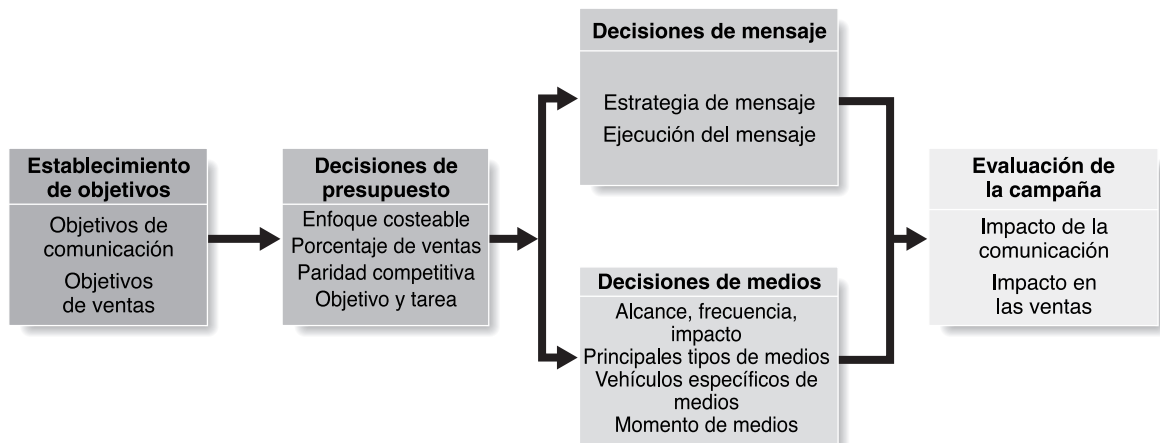 Establecimiento
de objetivos
Objetivos de
comunicación
Objetivos
de ventas
Decisiones de
presupuesto
Enfoque costeable
Porcentaje de ventas
Paridad competitiva
Objetivo y tarea
Decisiones de mensaje
Estrategia de mensaje
Ejecución del mensaje
Decisiones de medios
Alcance, frecuencia,
impacto
Principales tipos de medios
Vehículos específicos de
medios
Momento de medios
Evaluación de
la campaña
Impacto de la
comunicación
Impacto en
las ventas